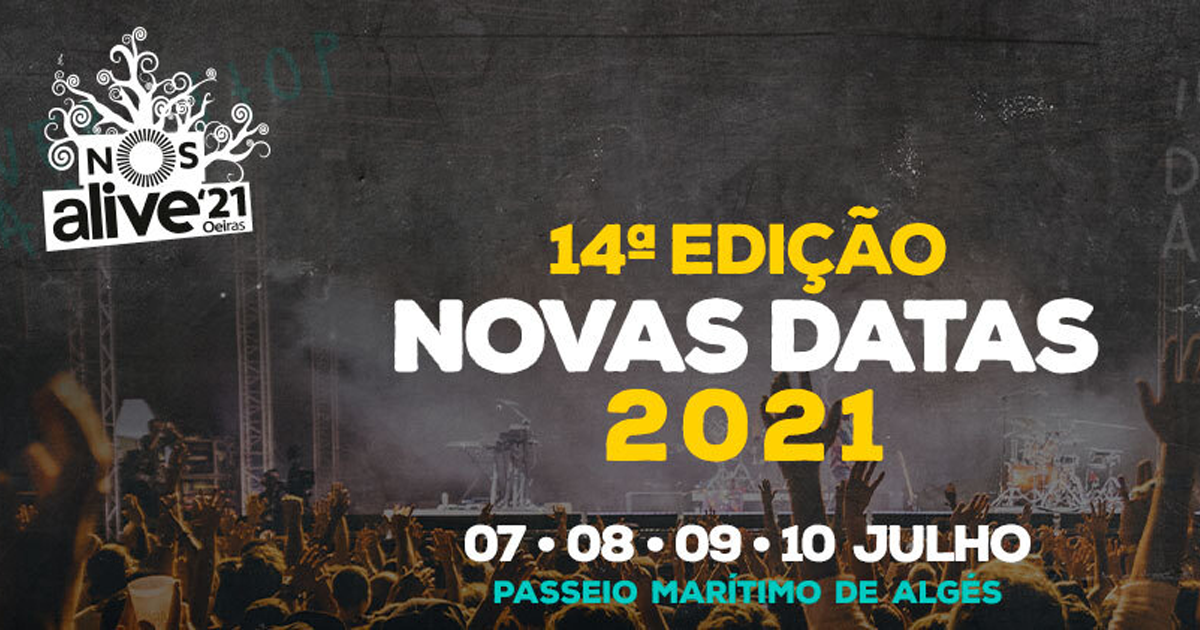 NOS
alive'21
Oeiras
14ª EDIÇÃO
NOVAS DATAS
2021
07 • 08 • 09 • 10 JULHO
PASSEIO MARÍTIMO DE ALGÉS